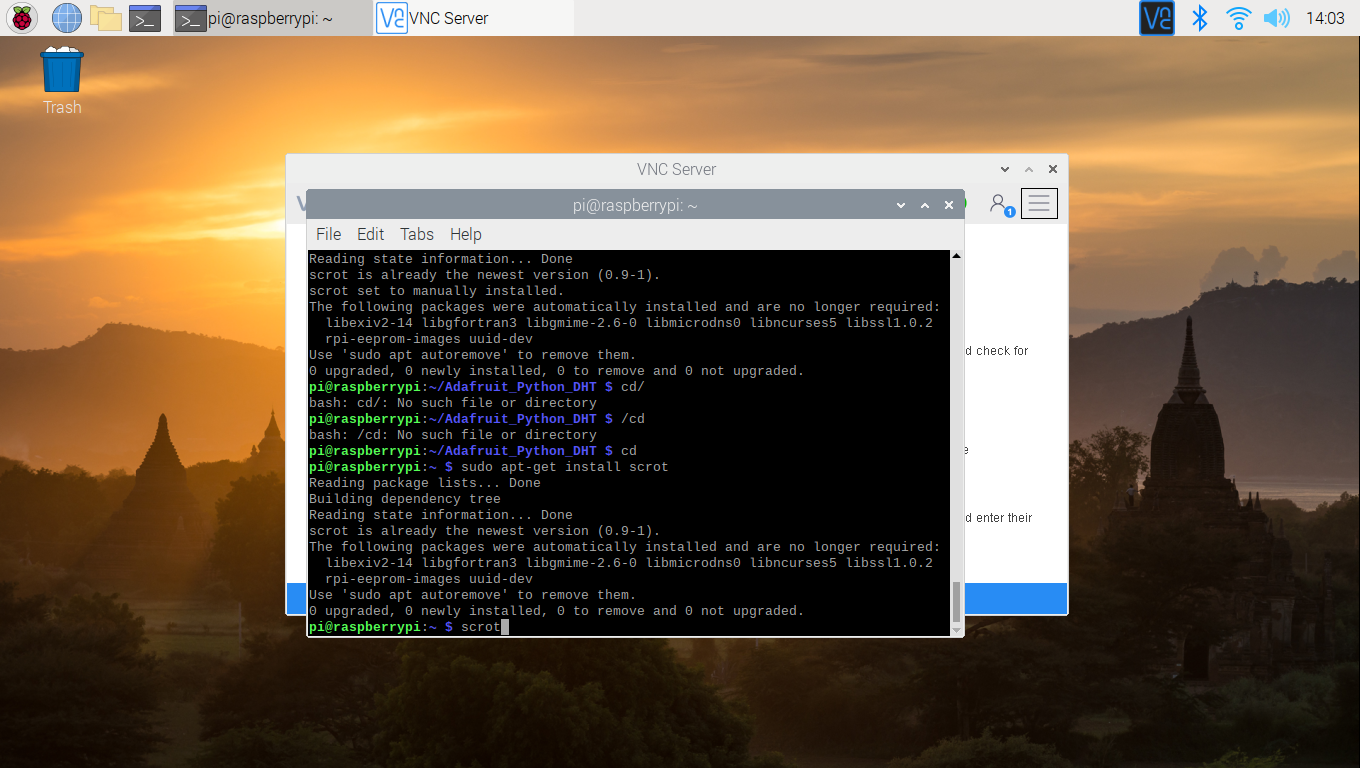 pi@raspberrypi: ~
VNC Server
14:03
Trash
VNC Server
pi@raspberrypi: ~
1
File Edit Tabs Help
Reading state information... Done
scrot is already the newest version (0.9-1).
scrot set to manually installed.
The following packages were automatically installed and are no longer required:
libexiv2-14 libgfortran3 libgmime-2.6-0 libmicrodns0 libncurses5 libssl1.0.2
rpi-eeprom-images uuid-dev
Use 'sudo apt autoremove' to remove them.
0 upgraded, 0 newly installed, 0 to remove and 0 not upgraded.
pi@raspberrypi:~/Adafruit_Python_DHT $ cd/
bash: cd/: No such file or directory
pi@raspberrypi:~/Adafruit_Python_DHT $ /cd
bash: /cd: No such file or directory
pi@raspberrypi:~/Adafruit_Python_DHT $ cd
pi@raspberrypi:~ $ sudo apt-get install scrot
Reading package lists... Done
Building dependency tree
Reading state information... Done
scrot is already the newest version (0.9-1).
The following packages were automatically installed and are no longer required:
libexiv2-14 libgfortran3 libgmime-2.6-0 libmicrodns0 libncurses5 libssl1.0.2
rpi-eeprom-images uuid-dev
Use 'sudo apt autoremove' to remove them.
0 upgraded, 0 newly installed, 0 to remove and 0 not upgraded.
pi@raspberrypi:~ $ scrot
d check for
e
d enter their